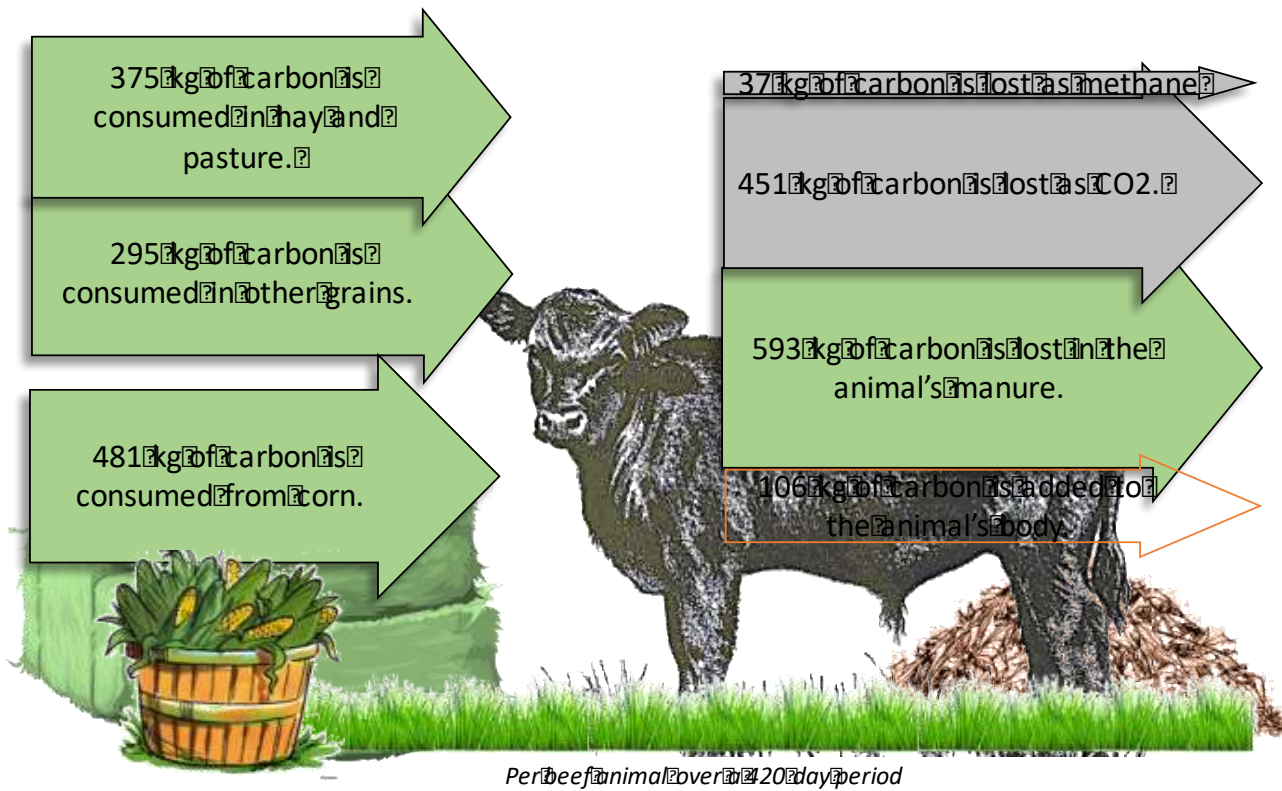 375 kg of carbon is
consumed in hay and
pasture.
295 kg of carbon is
consumed in other grains.
481 kg of carbon is
consumed from corn.
37 kg of carbon is lost as methane
451 kg of carbon is lost as CO2.
593 kg of carbon is lost in the
animal's manure.
106 kg of carbon is added to
the animal's body.
Per beef animal over a 420 day period